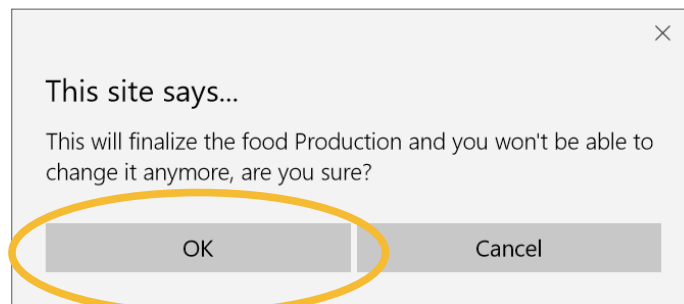 This site says...
This will finalize the food Production and you won't be able to
change it anymore, are you sure?
OK
Cancel